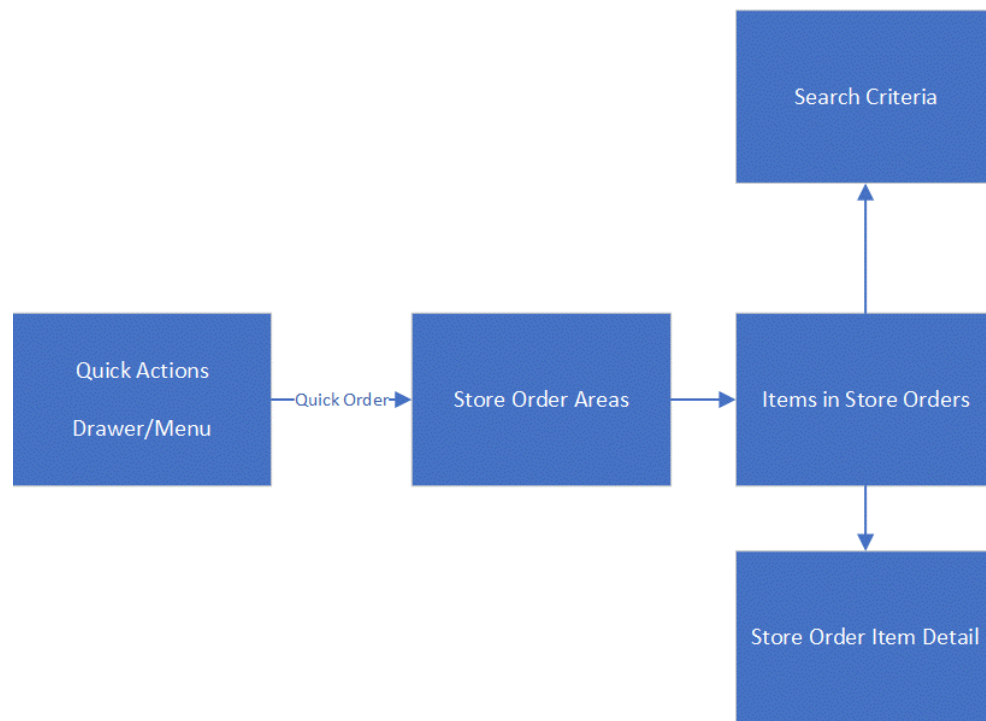 Search Criteria
Quick Actions
Drawer/Menu
Quick Order
Store Order Areas
Items in Store Orders
Store Order Item Detail